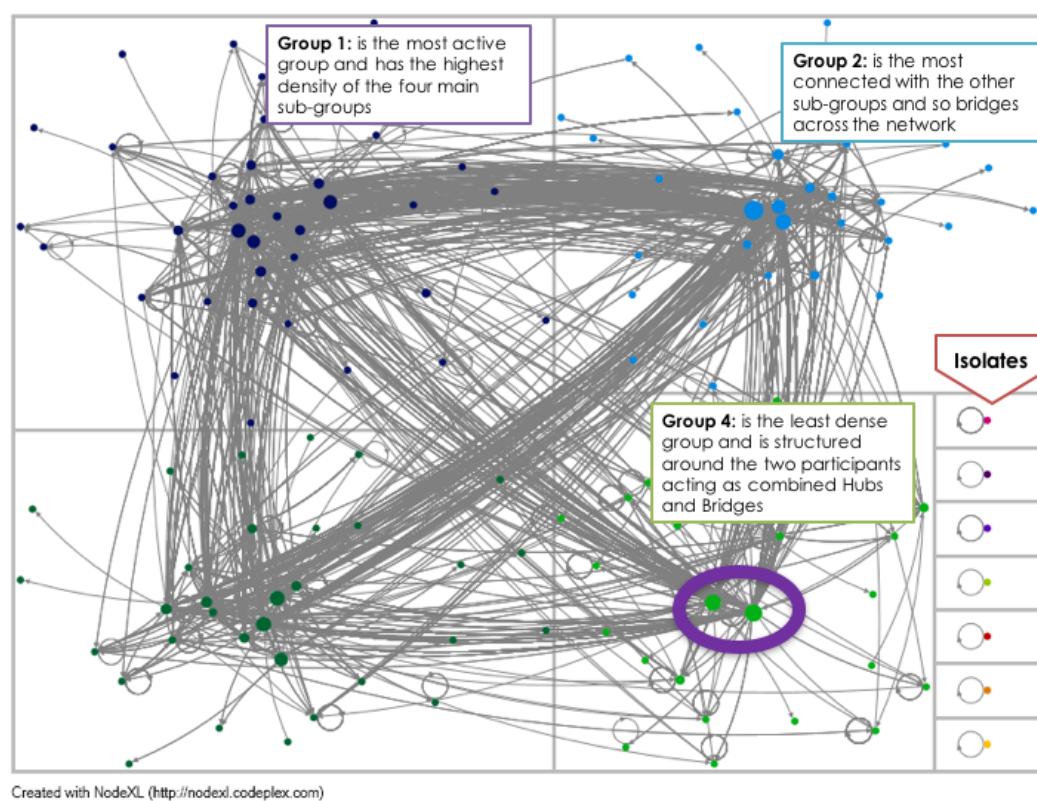 Group 1: is the most active
group and has the highest
density of the four main
sub-groups
Group 2: is the most
connected with the other
sub-groups and so bridges
across the network
Isolates
Group 4: is the least dense
group and is structured
around the two participants
acting as combined Hubs
and Bridges
Created with NodeXL (http://nodexl.codeplex.com)